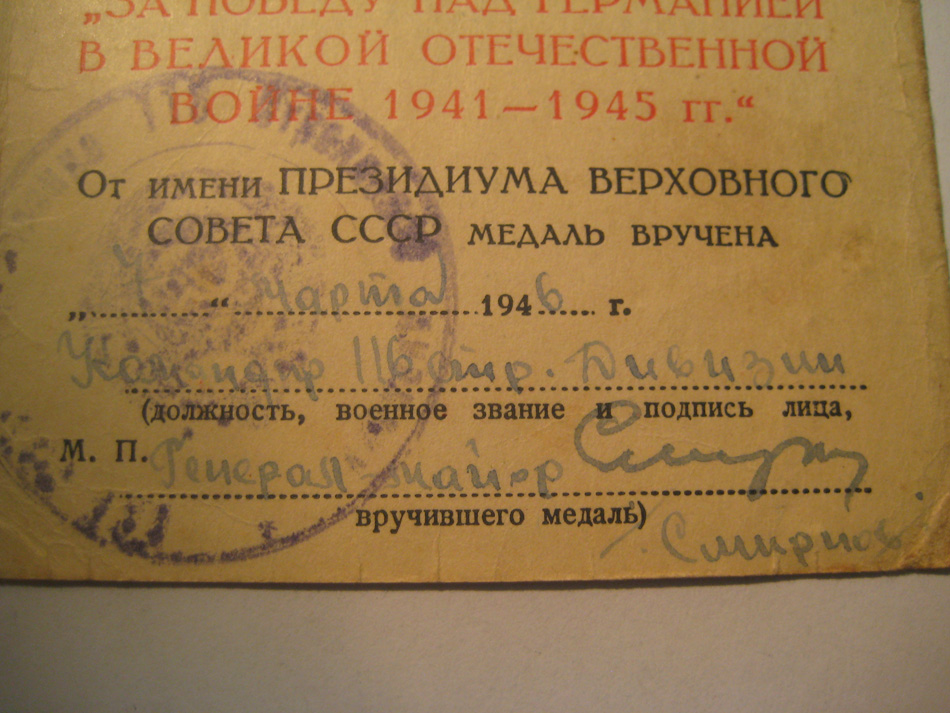 „ЗА ПОБЕДУ НАД ГЕРМАНИЕЙ
В ВЕЛИКОЙ ОТЕЧЕСТВЕННОЙ
ВОЙНЕ 1941—1945 гг.“
От имени ПРЕЗИДИУМА ВЕРХОВНОГО
СОВЕТА СССР медаль вручена
„ 7 “ марта 1946 г.
Командир 116 стр. Дивизии
(должность, военное звание и подпись лица,
М. П. Генерал-майор
вручившего медаль)
Смирнов